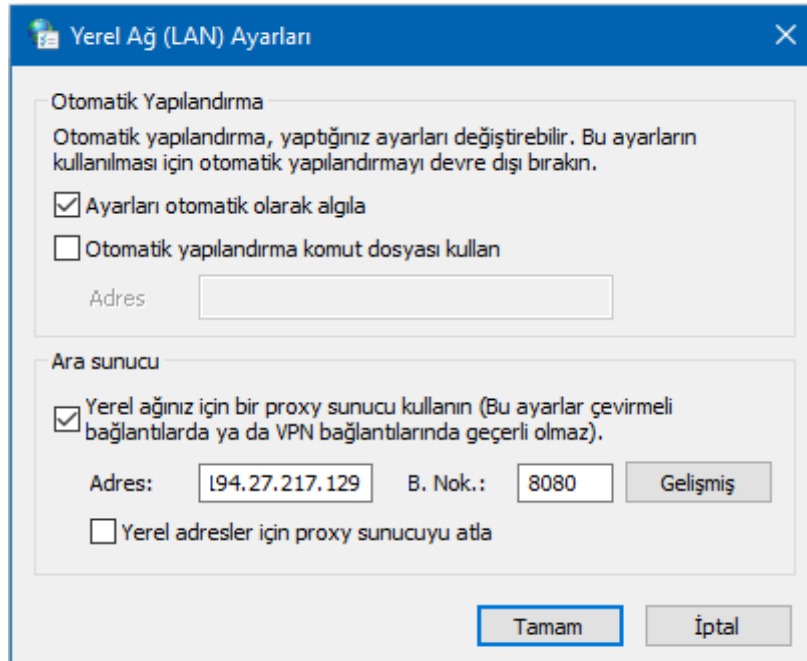 Yerel Ağ (LAN) Ayarları
Otomatik Yapılandırma
Otomatik yapılandırma, yaptığınız ayarları değiştirebilir. Bu ayarların
kullanılması için otomatik yapılandırmayı devre dışı bırakın.
Ayarları otomatik olarak algıla
Otomatik yapılandırma komut dosyası kullan
Adres
Ara sunucu
Yerel ağınız için bir proxy sunucu kullanın (Bu ayarlar çevirmeli
bağlantılarda ya da VPN bağlantılarında geçerli olmaz).
Adres: 194.27.217.129 B. Nok.: 8080 Gelişmiş
Yerel adresler için proxy sunucuyu atla
Tamam İptal